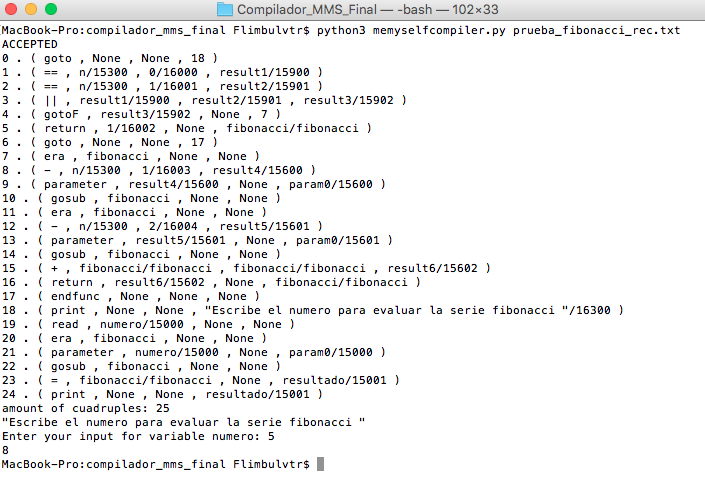 Compilador_MMS_Final — -bash — 102×33
MacBook-Pro:compilador_mms_final Flimbulvtr$ python3 memyselfcompiler.py prueba_fibonacci_rec.txt
ACCEPTED
0 . ( goto , None , None , 18 )
1 . ( == , n/15300 , 0/16000 , result1/15900 )
2 . ( == , n/15300 , 1/16001 , result2/15901 )
3 . ( || , result1/15900 , result2/15901 , result3/15902 )
4 . ( gotoF , result3/15902 , None , 7 )
5 . ( return , 1/16002 , None , fibonacci/fibonacci )
6 . ( goto , None , None , 17 )
7 . ( era , fibonacci , None , None )
8 . ( - , n/15300 , 1/16003 , result4/15600 )
9 . ( parameter , result4/15600 , None , param0/15600 )
10 . ( gosub , fibonacci , None , None )
11 . ( era , fibonacci , None , None )
12 . ( - , n/15300 , 2/16004 , result5/15601 )
13 . ( parameter , result5/15601 , None , param0/15601 )
14 . ( gosub , fibonacci , None , None )
15 . ( + , fibonacci/fibonacci , fibonacci/fibonacci , result6/15602 )
16 . ( return , result6/15602 , None , fibonacci/fibonacci )
17 . ( endfunc , None , None , None )
18 . ( print , None , None , "Escribe el numero para evaluar la serie fibonacci "/16300 )
19 . ( read , numero/15000 , None , None )
20 . ( era , fibonacci , None , None )
21 . ( parameter , numero/15000 , None , param0/15000 )
22 . ( gosub , fibonacci , None , None )
23 . ( = , fibonacci/fibonacci , None , resultado/15001 )
24 . ( print , None , None , resultado/15001 )
amount of cuadruples: 25
"Escribe el numero para evaluar la serie fibonacci "
Enter your input for variable numero: 5
8
MacBook-Pro:compilador_mms_final Flimbulvtr$